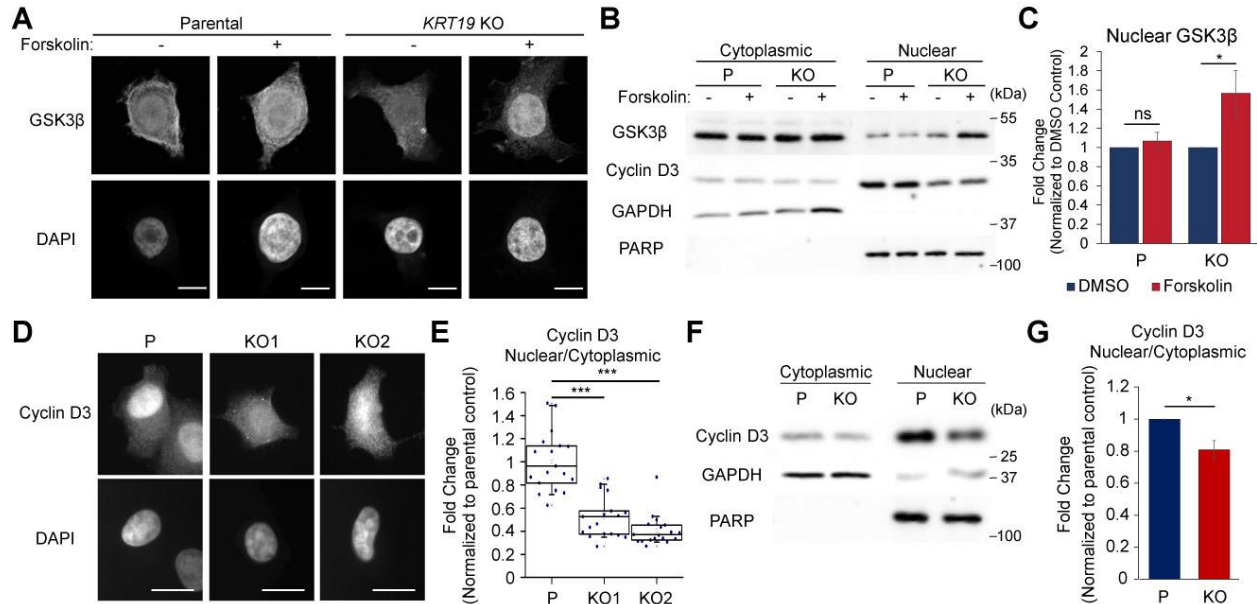 A
Parental KRT19 KO
Forskolin: - + - +
GSK3β
DAPI
B
Cytoplasmic Nuclear
P KO P KO
Forskolin: - + - + - + - + (kDa)
GSK3β
Cyclin D3
GAPDH
PARP
–55
–35
–37
–100
C
Nuclear GSK3β
Fold Change
(Normalized to DMSO Control)
2
1.8
1.6
1.4
1.2
1
0.8
0.6
0.4
0.2
0
ns
*
P KO
DMSO Forskolin
D
P KO1 KO2
Cyclin D3
DAPI
E
Cyclin D3
Nuclear/Cytoplasmic
Fold Change
(Normalized to parental control)
1.6
1.4
1.2
1
0.8
0.6
0.4
0.2
0
***
***
P KO1 KO2
F
Cytoplasmic Nuclear
P KO P KO
(kDa)
Cyclin D3
GAPDH
PARP
–25
–37
–100
G
Cyclin D3
Nuclear/Cytoplasmic
Fold Change
(Normalized to parental control)
1.2
1
0.8
0.6
0.4
0.2
0
*
P KO